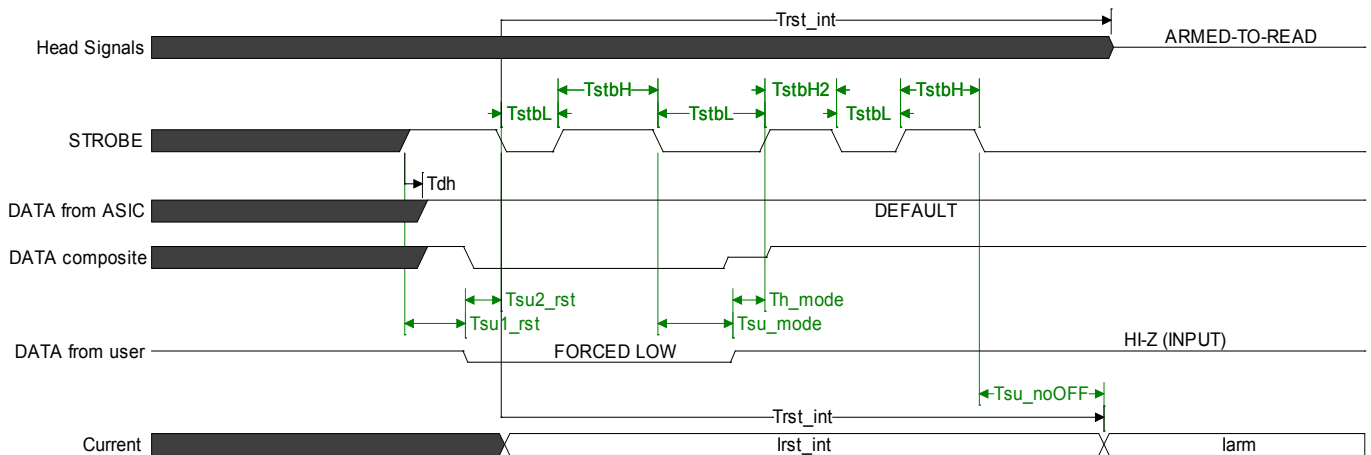 Trst_int
Head Signals
ARMED-TO-READ
TstbH
TstbH2
TstbH
TstbL
TstbL
TstbL
STROBE
Tdh
DATA from ASIC
DEFAULT
DATA composite
Tsu2_rst
Th_mode
Tsu1_rst
Tsu_mode
DATA from user
FORCED LOW
HI-Z (INPUT)
Tsu_noOFF
Trst_int
Current
Irst_int
Iarm